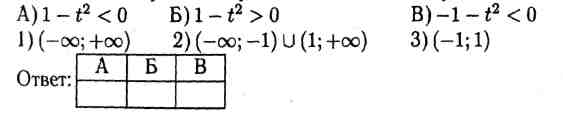 А) 1 − t² < 0 Б) 1 − t² > 0 В) −1 − t² < 0
1) (−∞; +∞) 2) (−∞; −1) ∪ (1; +∞) 3) (−1; 1)
А Б В
Ответ: